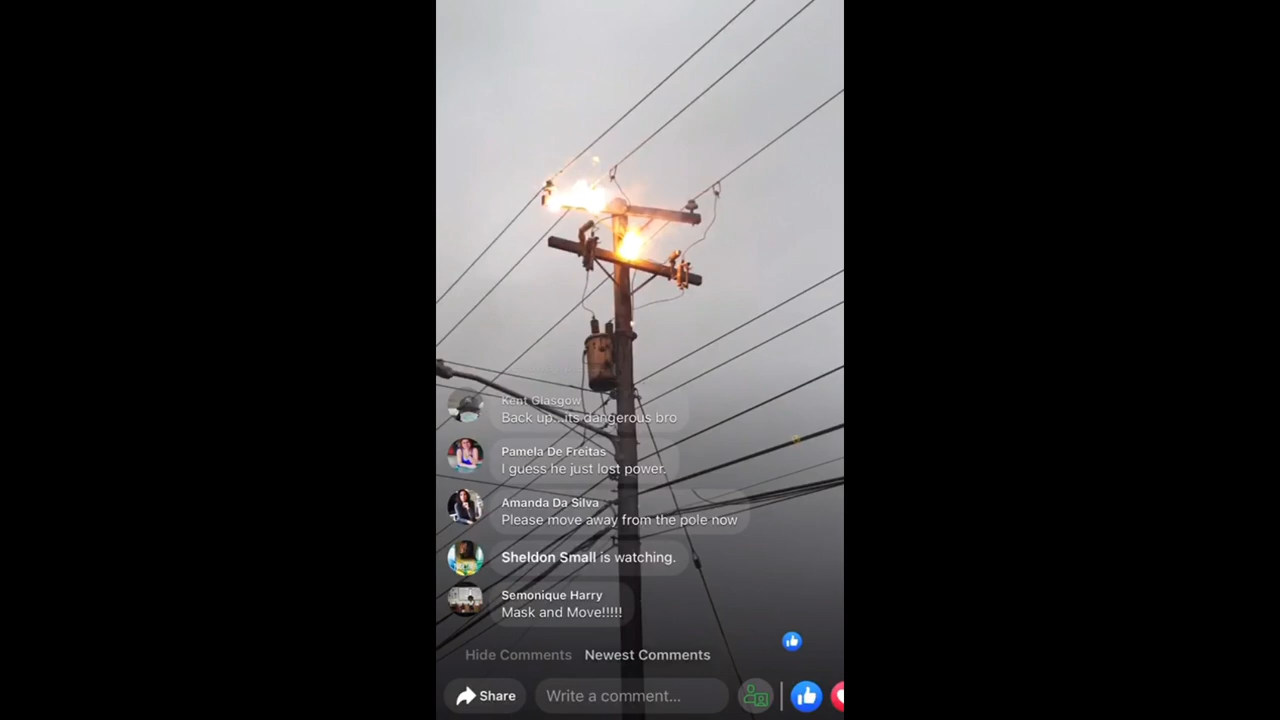 Kent Glasgow
Back up...its dangerous bro
Pamela De Freitas
I guess he just lost power.
Amanda Da Silva
Please move away from the pole now
Sheldon Small is watching.
Semonique Harry
Mask and Move!!!!!
Hide Comments Newest Comments
Share Write a comment...